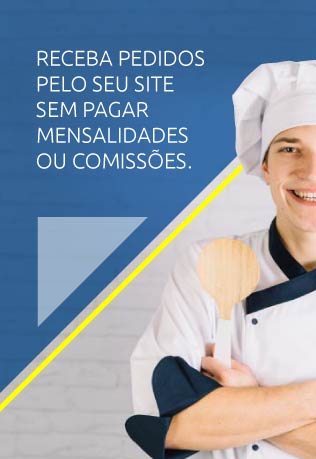 RECEBA PEDIDOS
PELO SEU SITE
SEM PAGAR
MENSALIDADES
OU COMISSÕES.